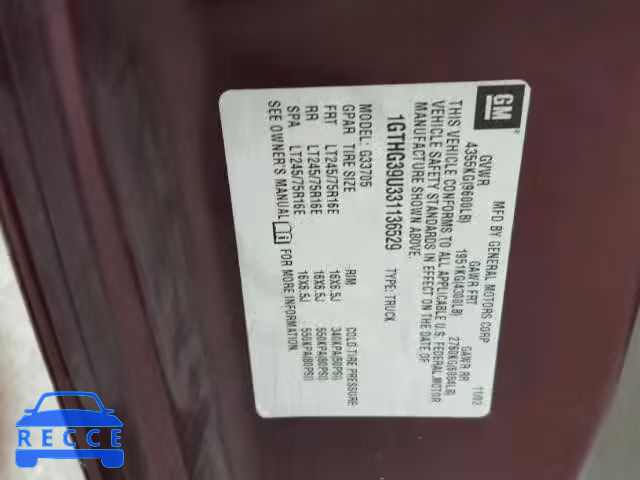 GM
MFD BY GENERAL MOTORS CORP 11/02
GVWR GAWR FRT GAWR RR
4355KG(9600LB) 1951KG(4300LB) 2760KG(6084LB)
THIS VEHICLE CONFORMS TO ALL APPLICABLE U.S. FEDERAL MOTOR
VEHICLE SAFETY STANDARDS IN EFFECT ON THE DATE OF
MANUFACTURE SHOWN ABOVE.
1GTHG39U331136529 TYPE: TRUCK
MODEL: G33705
GPAR TIRE SIZE RIM COLD TIRE PRESSURE
FRT LT245/75R16E 16X6.5J 340KPA(50PSI)
RR LT245/75R16E 16X6.5J 550KPA(80PSI)
SPA LT245/75R16E 16X6.5J 550KPA(80PSI)
SEE OWNER'S MANUAL FOR MORE INFORMATION.
RECCE